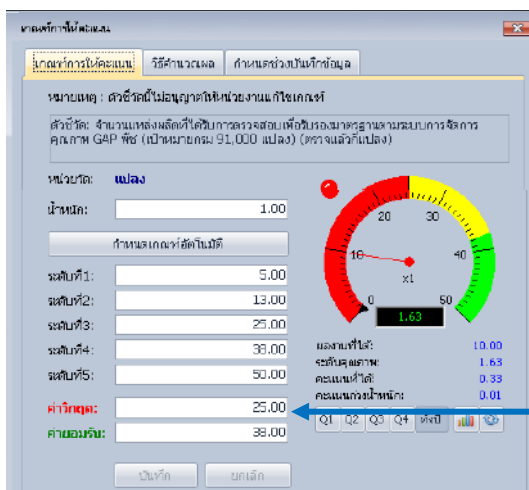 เกณฑ์การให้คะแนน
เกณฑ์การให้คะแนน วิธีคำนวณผล กำหนดช่วงบันทึกข้อมูล
หมายเหตุ : ตัวชี้วัดนี้ไม่อนุญาตให้หน่วยงานแก้ไขเกณฑ์
ตัวชี้วัด: จำนวนแหล่งผลิตที่ได้รับการตรวจสอบเพื่อรับรองมาตรฐานตามระบบการจัดการ
คุณภาพ GAP พืช (เป้าหมายกรม 91,000 แปลง) (ตรวจแล้วกี่แปลง)
หน่วยวัด: แปลง
น้ำหนัก: 1.00
กำหนดเกณฑ์อัตโนมัติ
ระดับที่1: 5.00
ระดับที่2: 13.00
ระดับที่3: 25.00
ระดับที่4: 38.00
ระดับที่5: 50.00
ค่าวิกฤต: 25.00
ค่ายอมรับ: 38.00
บันทึก ยกเลิก
20 30
10 40
x1
0 50
1.63
ผลงานที่ได้: 10.00
ระดับคุณภาพ: 1.63
คะแนนที่ได้: 0.33
คะแนนถ่วงน้ำหนัก: 0.01
Q1 Q2 Q3 Q4 ทั้งปี